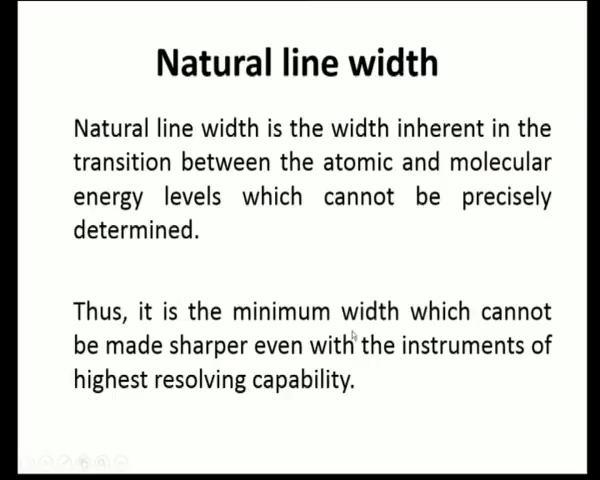 Natural line width
Natural line width is the width inherent in the
transition between the atomic and molecular
energy levels which cannot be precisely
determined.
Thus, it is the minimum width which cannot
be made sharper even with the instruments of
highest resolving capability.